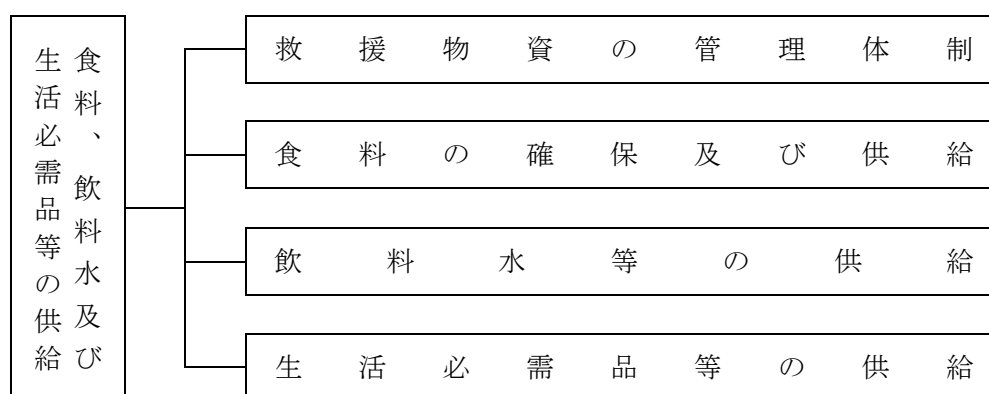 食料、飲料水及び
生活必需品等の供給
救援物資の管理体制
食料の確保及び供給
飲料水等の供給
生活必需品等の供給